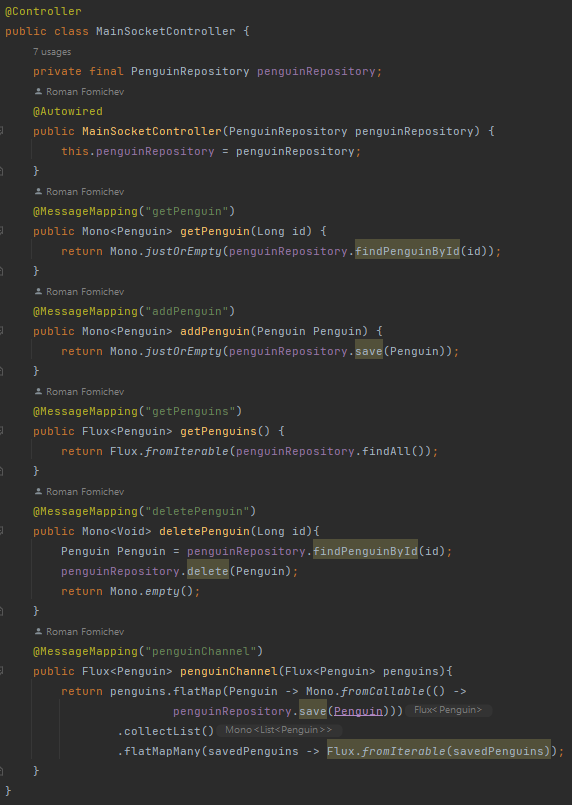 @Controller
public class MainSocketController {
7 usages
private final PenguinRepository penguinRepository;
Roman Fomichev
@Autowired
public MainSocketController(PenguinRepository penguinRepository) {
this.penguinRepository = penguinRepository;
}
Roman Fomichev
@MessageMapping("getPenguin")
public Mono<Penguin> getPenguin(Long id) {
return Mono.justOrEmpty(penguinRepository.findPenguinById(id));
}
Roman Fomichev
@MessageMapping("addPenguin")
public Mono<Penguin> addPenguin(Penguin Penguin) {
return Mono.justOrEmpty(penguinRepository.save(Penguin));
}
Roman Fomichev
@MessageMapping("getPenguins")
public Flux<Penguin> getPenguins() {
return Flux.fromIterable(penguinRepository.findAll());
}
Roman Fomichev
@MessageMapping("deletePenguin")
public Mono<Void> deletePenguin(Long id){
Penguin Penguin = penguinRepository.findPenguinById(id);
penguinRepository.delete(Penguin);
return Mono.empty();
}
Roman Fomichev
@MessageMapping("penguinChannel")
public Flux<Penguin> penguinChannel(Flux<Penguin> penguins){
return penguins.flatMap(Penguin -> Mono.fromCallable(() ->
penguinRepository.save(Penguin))) Flux<Penguin>
.collectList() Mono<List<Penguin>>
.flatMapMany(savedPenguins -> Flux.fromIterable(savedPenguins));
}
}